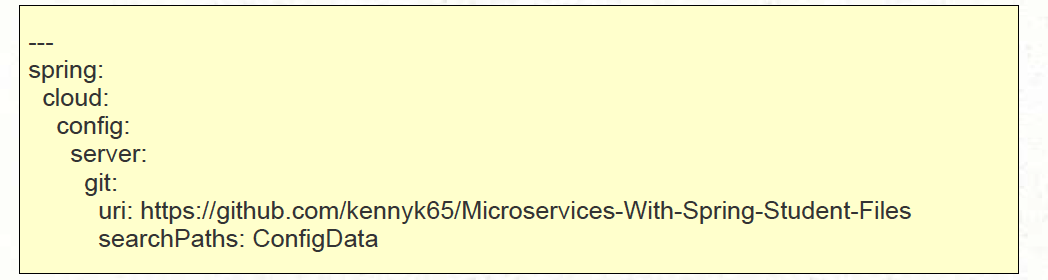 ---
spring:
  cloud:
    config:
      server:
        git:
          uri: https://github.com/kennyk65/Microservices-With-Spring-Student-Files
          searchPaths: ConfigData